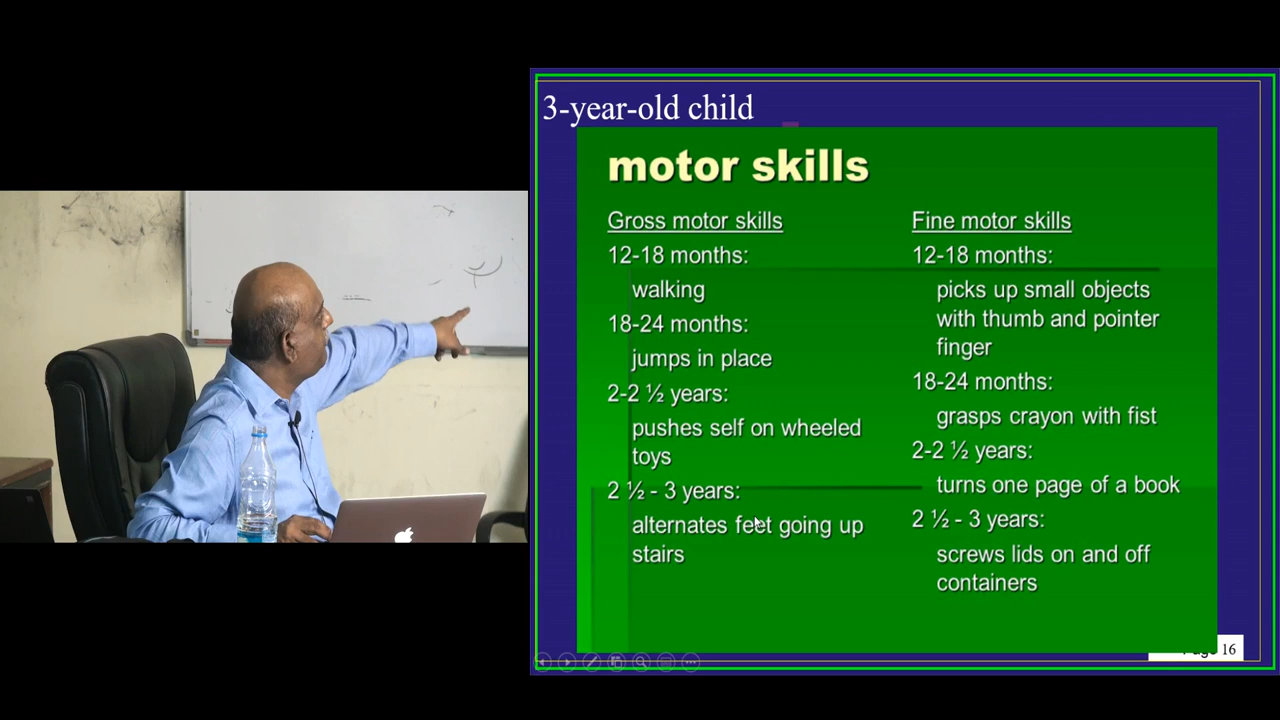 3-year-old child
motor skills
Gross motor skills
12-18 months:
walking
18-24 months:
jumps in place
2-2 ½ years:
pushes self on wheeled
toys
2 ½ - 3 years:
alternates feet going up
stairs
Fine motor skills
12-18 months:
picks up small objects
with thumb and pointer
finger
18-24 months:
grasps crayon with fist
2-2 ½ years:
turns one page of a book
2 ½ - 3 years:
screws lids on and off
containers
Page 16